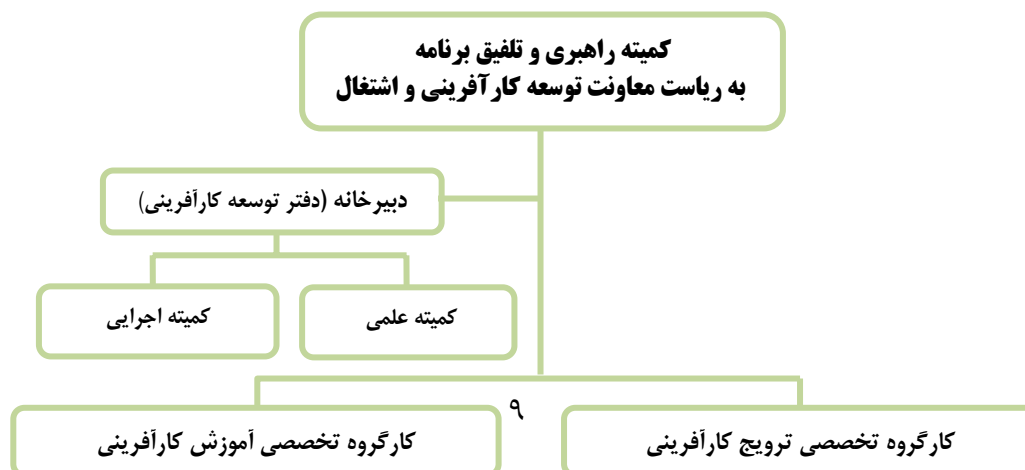 کمیته راهبری و تلفیق برنامه
به ریاست معاونت توسعه کارآفرینی و اشتغال
دبیرخانه (دفتر توسعه کارآفرینی)
کمیته علمی
کمیته اجرایی
کارگروه تخصصی ترویج کارآفرینی
۹
کارگروه تخصصی آموزش کارآفرینی